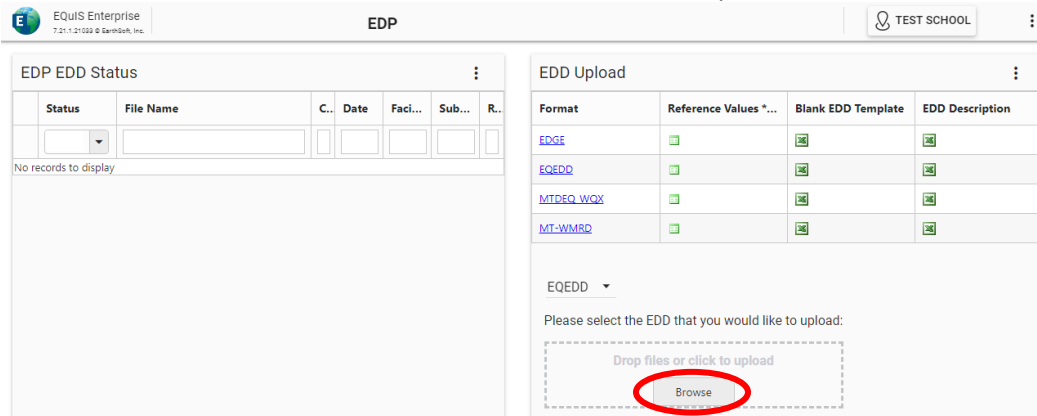 EQuIS Enterprise
7.21.1.21033 © EarthSoft, Inc.
EDP
TEST SCHOOL
EDP EDD Status
Status File Name C.. Date Faci... Sub... R..
No records to display
EDD Upload
Format Reference Values *... Blank EDD Template EDD Description
EDGE
EQEDD
MTDEQ_WQX
MT-WMRD
EQEDD
Please select the EDD that you would like to upload:
Drop files or click to upload
Browse